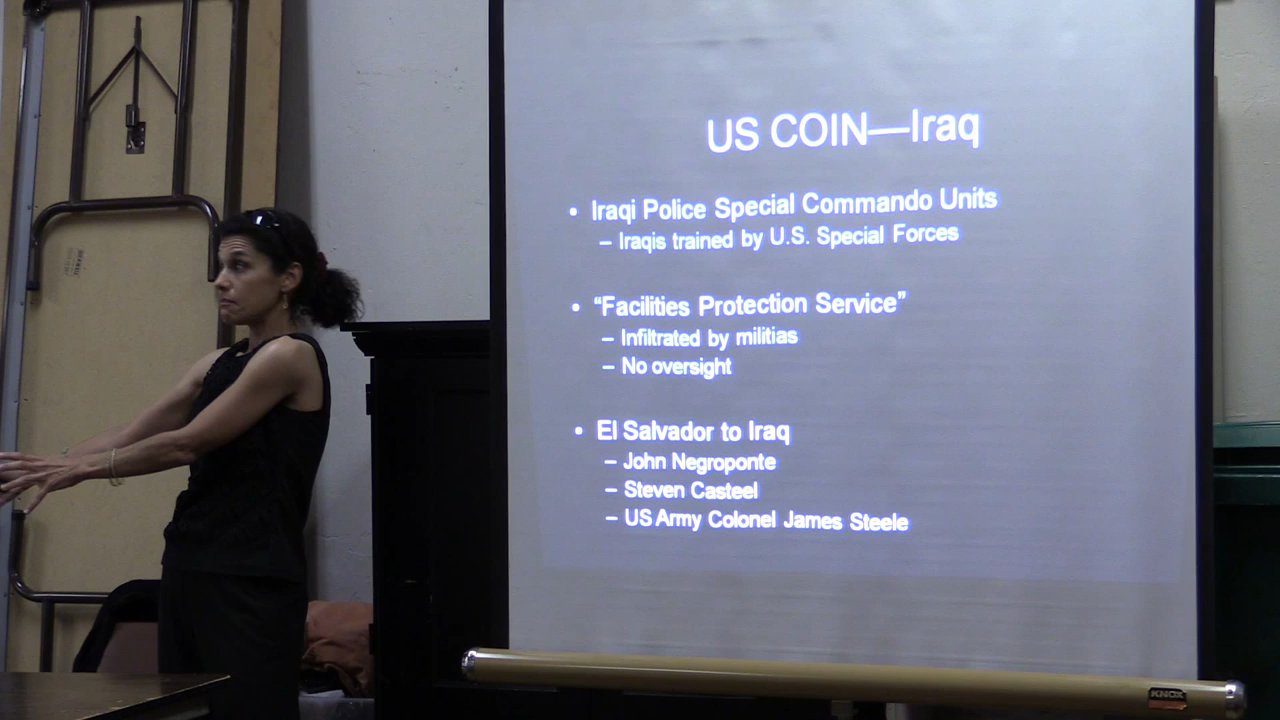 US COIN—Iraq
• Iraqi Police Special Commando Units
– Iraqis trained by U.S. Special Forces
• “Facilities Protection Service”
– Infiltrated by militias
– No oversight
• El Salvador to Iraq
– John Negroponte
– Steven Casteel
– US Army Colonel James Steele
KNOX